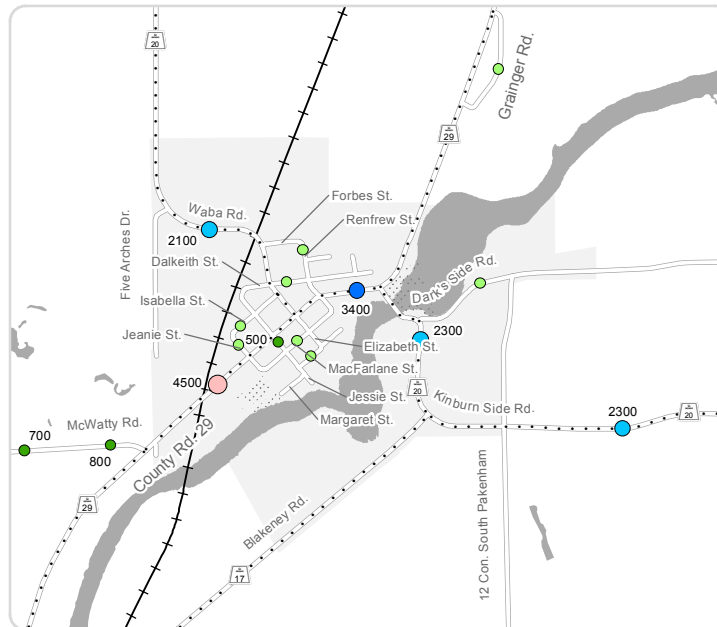 20
Grainger Rd.
29
Forbes St.
Waba Rd.
Renfrew St.
2100
Five Arches Dr.
Dalkeith St.
Dark's Side Rd.
Isabella St.
3400
Jeanie St.
500
2300
Elizabeth St.
MacFarlane St.
4500
20
Jessie St.
Kinburn Side Rd.
2300
20
McWatty Rd.
Margaret St.
700
800
County Rd-29
29
12 Con. South Pakenham
Blakeney Rd.
17